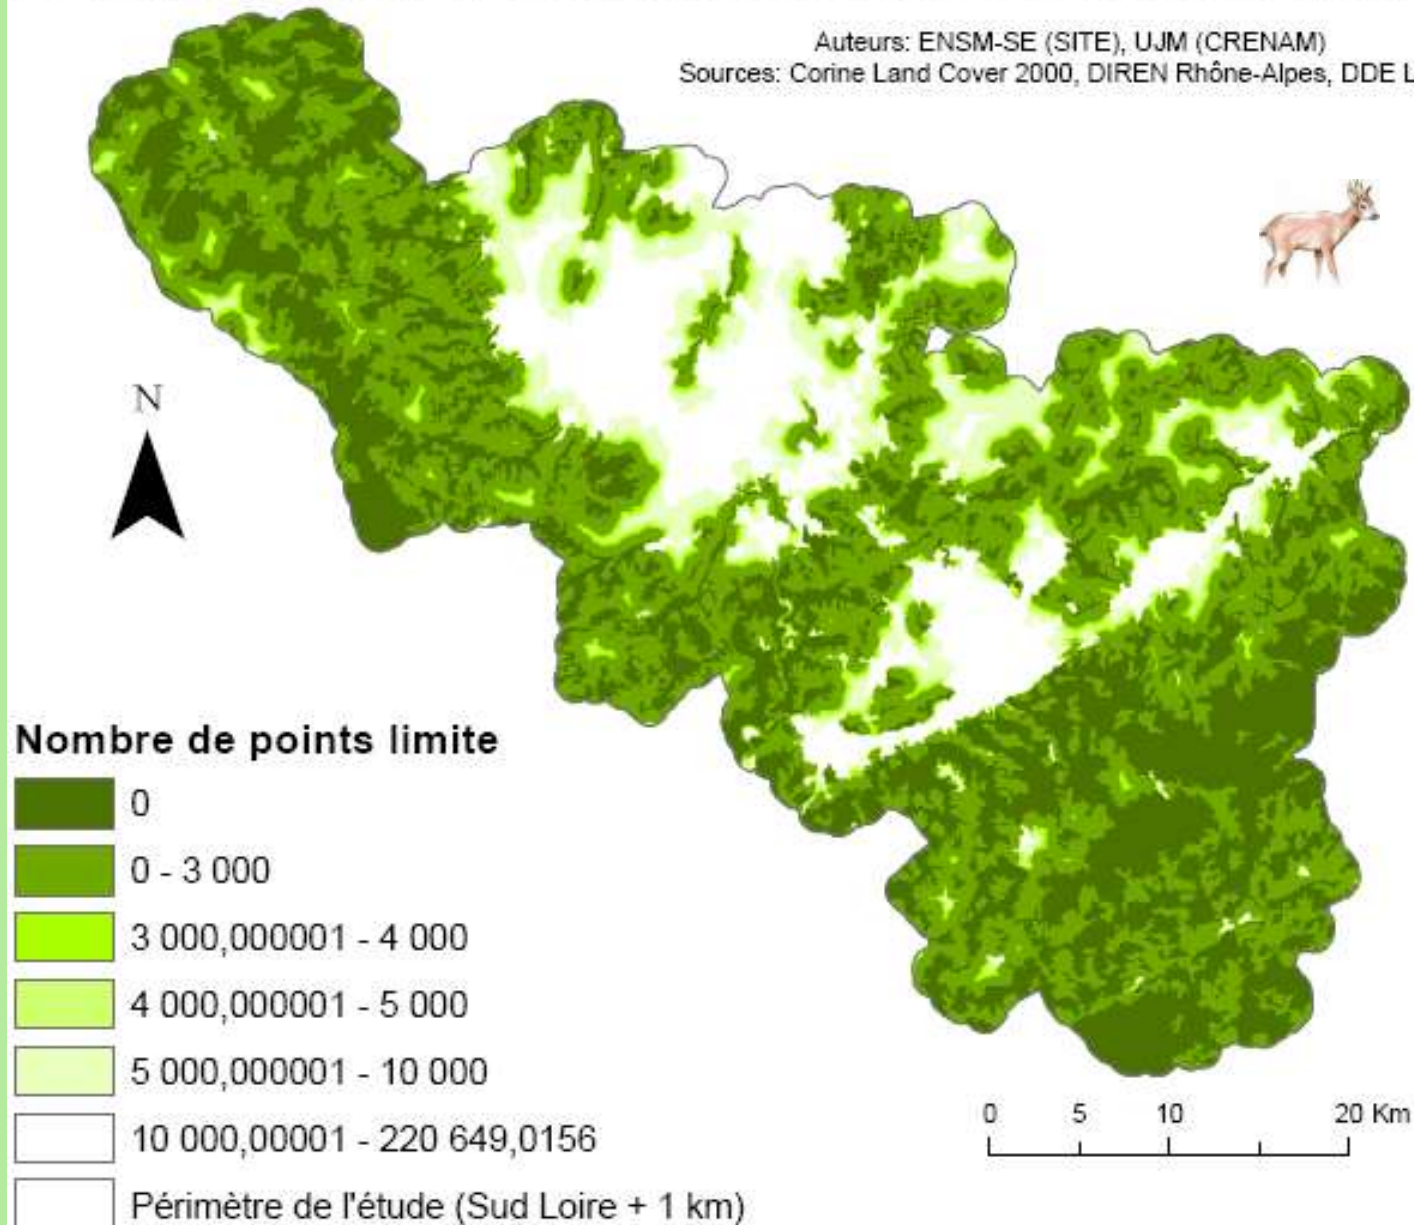 Auteurs: ENSM-SE (SITE), UJM (CRENAM)
Sources: Corine Land Cover 2000, DIREN Rhône-Alpes, DDE L
N
Nombre de points limite
0
0 - 3 000
3 000,000001 - 4 000
4 000,000001 - 5 000
5 000,000001 - 10 000
10 000,00001 - 220 649,0156
Périmètre de l'étude (Sud Loire + 1 km)
0 5 10 20 Km